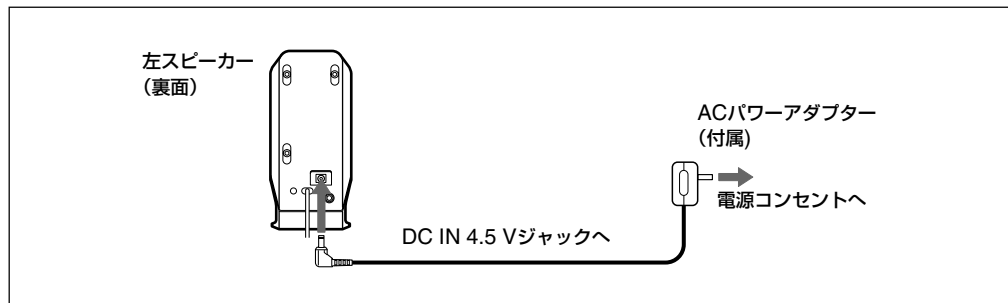 左スピーカー
（裏面）
ACパワーアダプター
（付属)
電源コンセントへ
DC IN 4.5 Vジャックへ